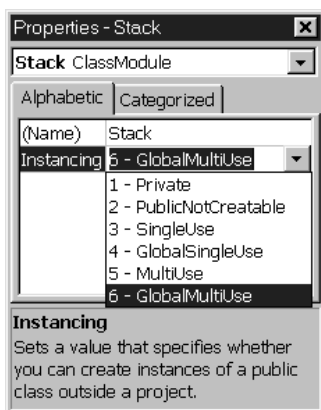 Properties - Stack
Stack ClassModule
Alphabetic Categorized
(Name) Stack
Instancing 6 - GlobalMultiUse
1 - Private
2 - PublicNotCreatable
3 - SingleUse
4 - GlobalSingleUse
5 - MultiUse
6 - GlobalMultiUse
Instancing
Sets a value that specifies whether
you can create instances of a public
class outside a project.